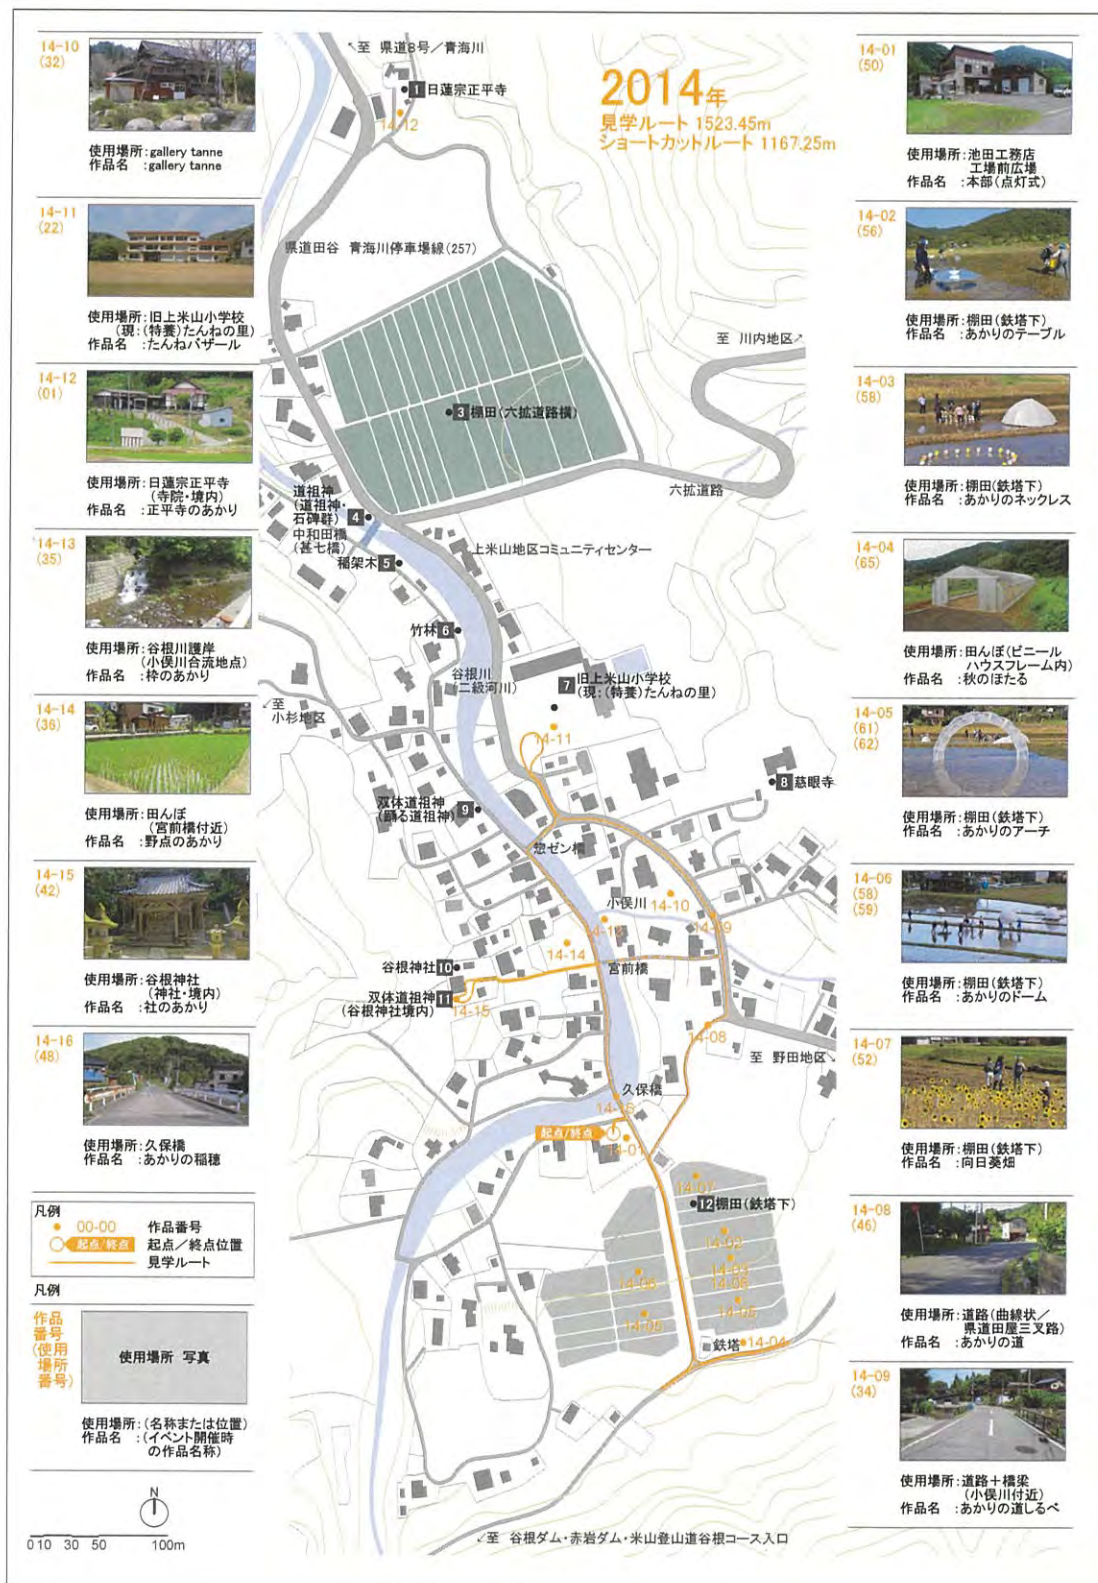 2014年
見学ルート 1523.45m
ショートカットルート 1167.25m
14-10
(32)
使用場所:gallery tanne
作品名 :gallery tanne
14-11
(22)
使用場所:旧上米山小学校
(現:(特養)たんねの里)
作品名 :たんねバザール
14-12
(01)
使用場所:日蓮宗正平寺
(寺院・境内)
作品名 :正平寺のあかり
14-13
(35)
使用場所:谷根川護岸
(小俣川合流地点)
作品名 :枠のあかり
14-14
(36)
使用場所:田んぼ
(宮前橋付近)
作品名 :野点のあかり
14-15
(42)
使用場所:谷根神社
(神社・境内)
作品名 :社のあかり
14-16
(48)
使用場所:久保橋
作品名 :あかりの稲穂
凡例
00-00 作品番号
起点/終点 起点/終点位置
見学ルート
凡例
作品
番号
(使用
場所
番号)
使用場所 写真
使用場所:(名称または位置)
作品名 :(イベント開催時
の作品名称)
N
0 10 30 50 100m
↖至 県道8号/青海川
1 日蓮宗正平寺
14-12
県道田谷 青海川停車場線(257)
至 川内地区↗
3 棚田(六拡道路横)
六拡道路
道祖神
(道祖神・
石碑群)
4
中和田橋
(甚七橋)
稲架木 5
上米山地区コミュニティセンター
竹林 6
谷根川
(二級河川)
7 旧上米山小学校
(現:(特養)たんねの里)
↙至
小杉地区
14-11
8 慈眼寺
双体道祖神
(踊る道祖神)
9
惣ゼン橋
小俣川
14-10
14-13
14-09
14-14
谷根神社 10
宮前橋
双体道祖神
(谷根神社境内)
11
14-15
14-08
至 野田地区↘
久保橋
14-16
起点/終点
14-01
14-07
12 棚田(鉄塔下)
14-02
14-03
14-06
14-06
14-05
14-05
鉄塔
14-04
↙至 谷根ダム・赤岩ダム・米山登山道谷根コース入口
14-01
(50)
使用場所:池田工務店
工場前広場
作品名 :本部(点灯式)
14-02
(56)
使用場所:棚田(鉄塔下)
作品名 :あかりのテーブル
14-03
(58)
使用場所:棚田(鉄塔下)
作品名 :あかりのネックレス
14-04
(65)
使用場所:田んぼ(ビニール
ハウスフレーム内)
作品名 :秋のほたる
14-05
(61)
(62)
使用場所:棚田(鉄塔下)
作品名 :あかりのアーチ
14-06
(58)
(59)
使用場所:棚田(鉄塔下)
作品名 :あかりのドーム
14-07
(52)
使用場所:棚田(鉄塔下)
作品名 :向日葵畑
14-08
(46)
使用場所:道路(曲線状/
県道田屋三叉路)
作品名 :あかりの道
14-09
(34)
使用場所:道路+橋梁
(小俣川付近)
作品名 :あかりの道しるべ